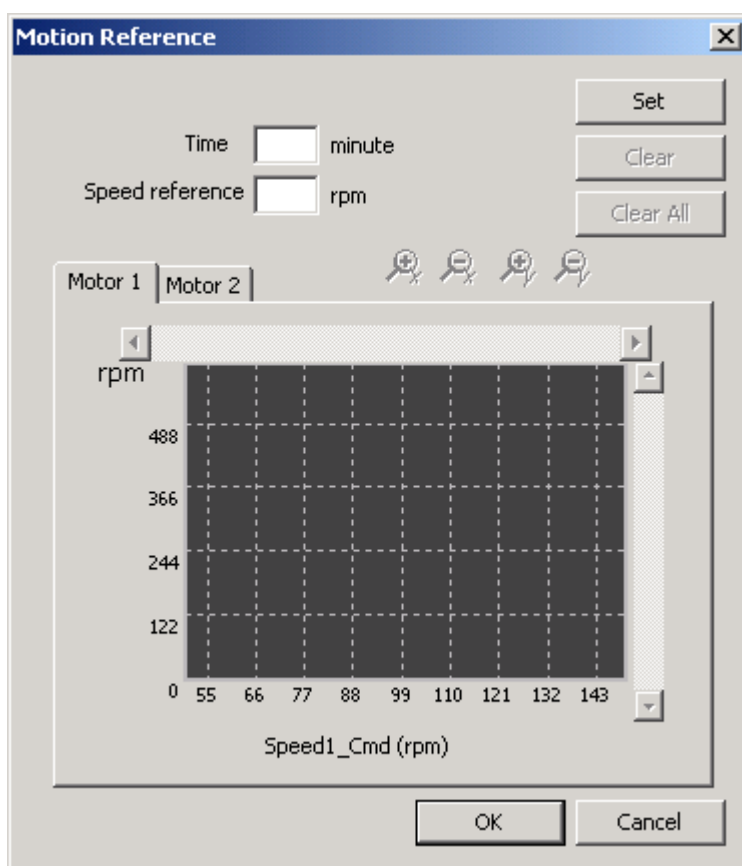 Motion Reference
Set
Time minute
Clear
Speed reference rpm
Clear All
Motor 1 Motor 2
x x y y
rpm
488
366
244
122
0 55 66 77 88 99 110 121 132 143
Speed1_Cmd (rpm)
OK Cancel